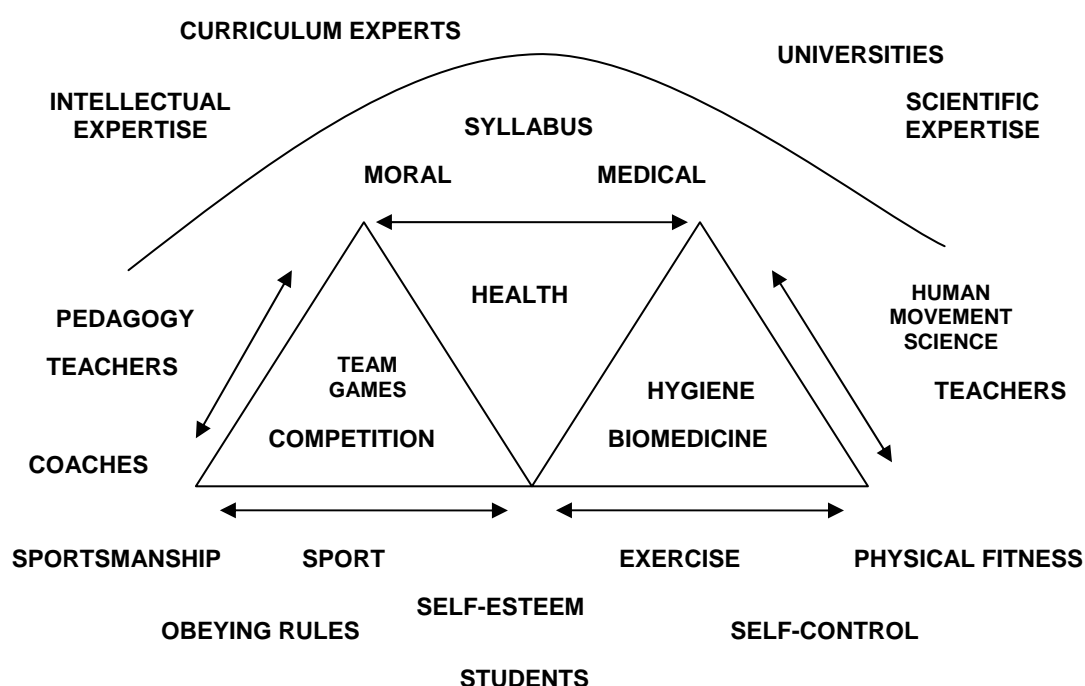 CURRICULUM EXPERTS
UNIVERSITIES
INTELLECTUAL
EXPERTISE
SCIENTIFIC
EXPERTISE
SYLLABUS
MORAL
MEDICAL
HEALTH
PEDAGOGY
TEACHERS
HUMAN
MOVEMENT
SCIENCE
TEAM
GAMES
HYGIENE
TEACHERS
COMPETITION
BIOMEDICINE
COACHES
SPORTSMANSHIP
SPORT
EXERCISE
PHYSICAL FITNESS
SELF-ESTEEM
OBEYING RULES
SELF-CONTROL
STUDENTS